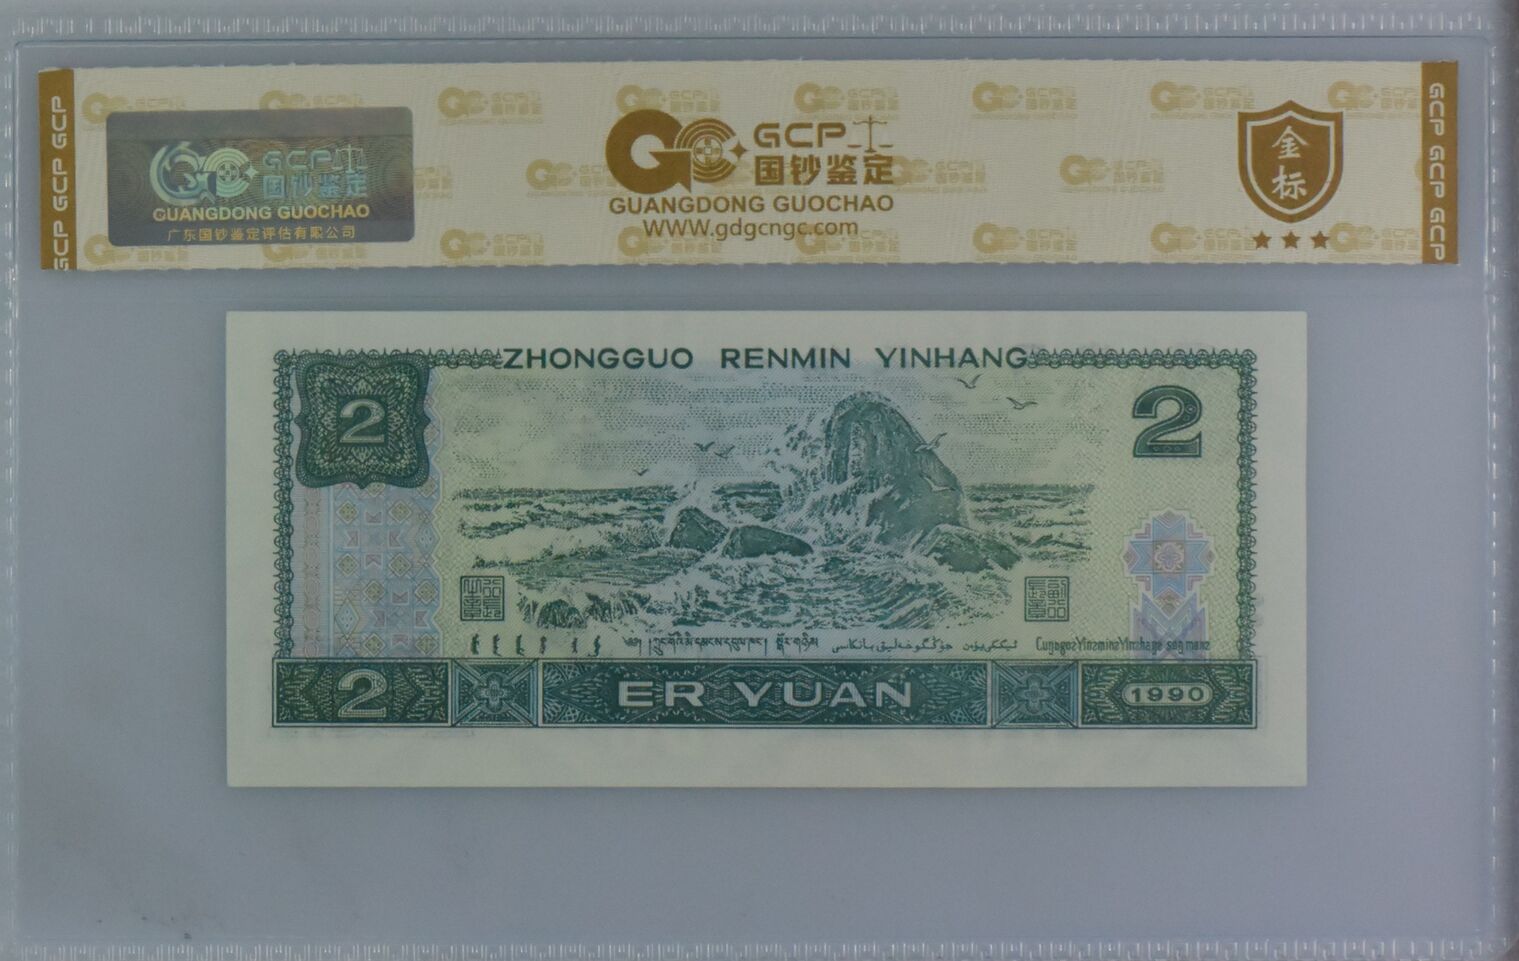 GCP 国钞鉴定
GUANGDONG GUOCHAO
广东国钞鉴定评估有限公司
GCP 国钞鉴定
GUANGDONG GUOCHAO
WWW.gdgcngc.com
金标
GCP GCP GCP
GCP GCP GCP
ZHONGGUO RENMIN YINHANG
2
2
2 ER YUAN 1990